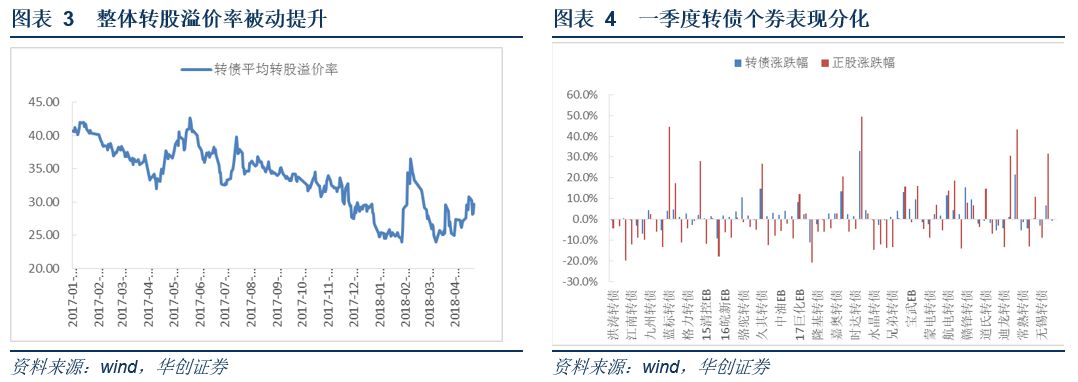 图表 3 整体转股溢价率被动提升
转债平均转股溢价率
45.00
40.00
35.00
30.00
25.00
20.00
2017-01-…
2017-02-…
2017-03-…
2017-04-…
2017-05-…
2017-06-…
2017-07-…
2017-08-…
2017-09-…
2017-10-…
2017-11-…
2017-12-…
2018-01-…
2018-02-…
2018-03-…
2018-04-…
资料来源：wind，华创证券
图表 4 一季度转债个券表现分化
转债涨跌幅 正股涨跌幅
60.0%
50.0%
40.0%
30.0%
20.0%
10.0%
0.0%
-10.0%
-20.0%
-30.0%
洪涛转债
江南转债
九州转债
蓝标转债
格力转债
15清控EB
16皖新EB
骆驼转债
久其转债
中油EB
17巨化EB
隆基转债
嘉奥转债
时达转债
水晶转债
兄弟转债
宝武EB
蒙电转债
航电转债
赣锋转债
道氏转债
迪龙转债
常熟转债
无锡转债
资料来源：wind，华创证券